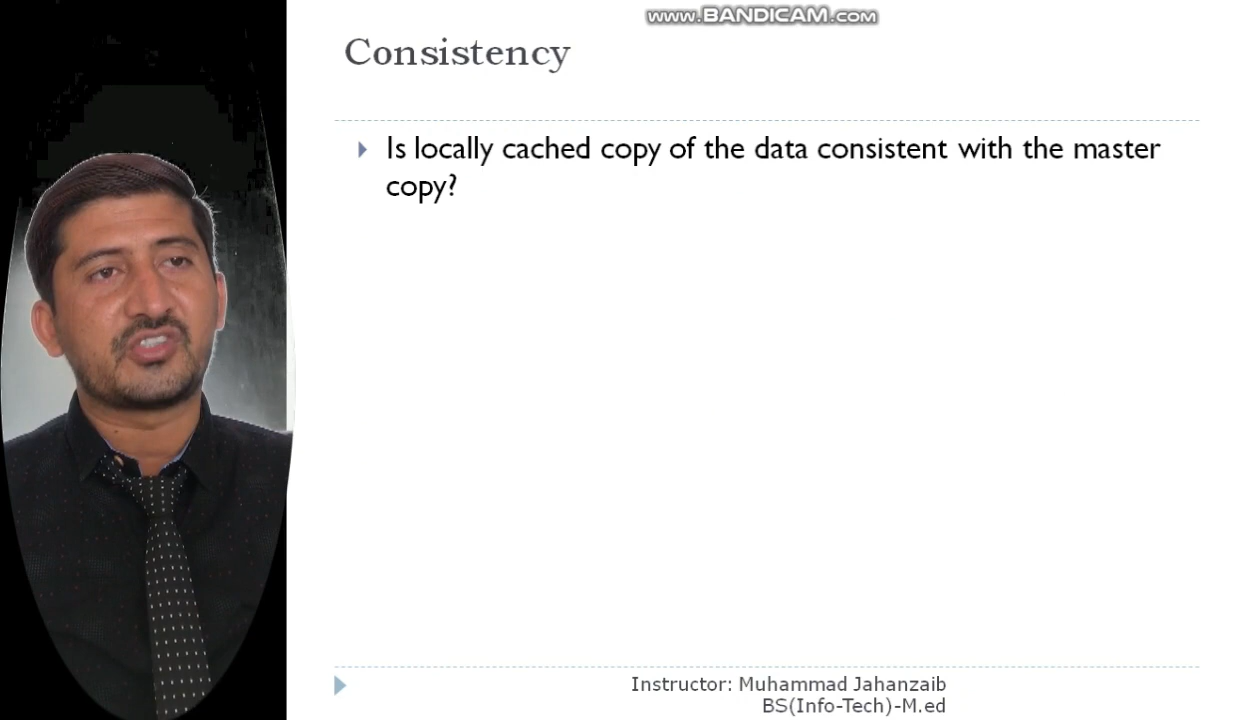 www.BANDICAM.com
Consistency
Is locally cached copy of the data consistent with the master
copy?
Instructor: Muhammad Jahanzaib
BS(Info-Tech)-M.ed